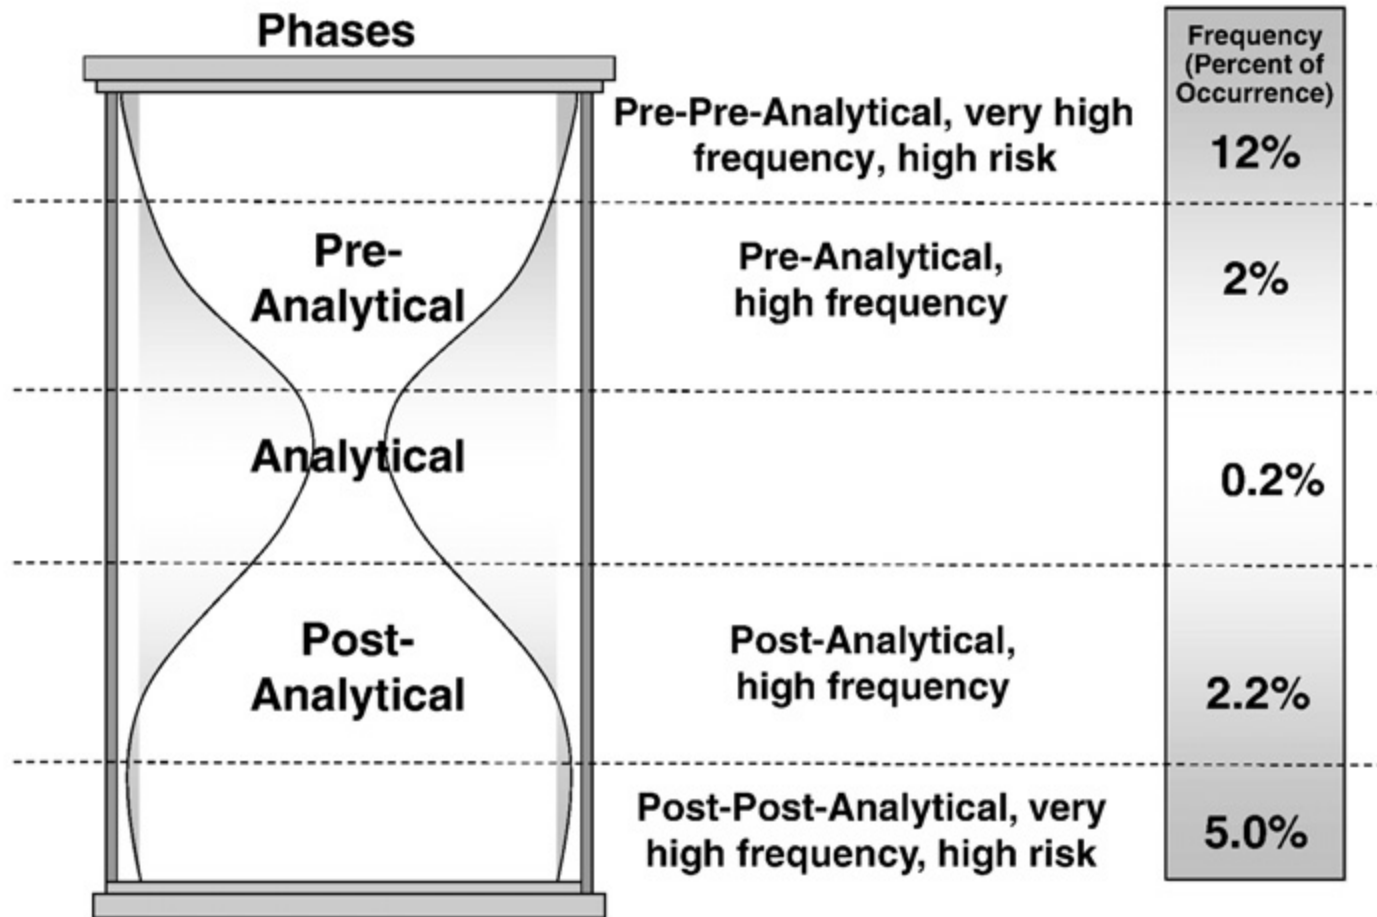 Phases
Frequency
(Percent of
Occurrence)
Pre-Pre-Analytical, very high
frequency, high risk
12%
Pre-
Analytical
Pre-Analytical,
high frequency
2%
Analytical
0.2%
Post-
Analytical
Post-Analytical,
high frequency
2.2%
Post-Post-Analytical, very
high frequency, high risk
5.0%